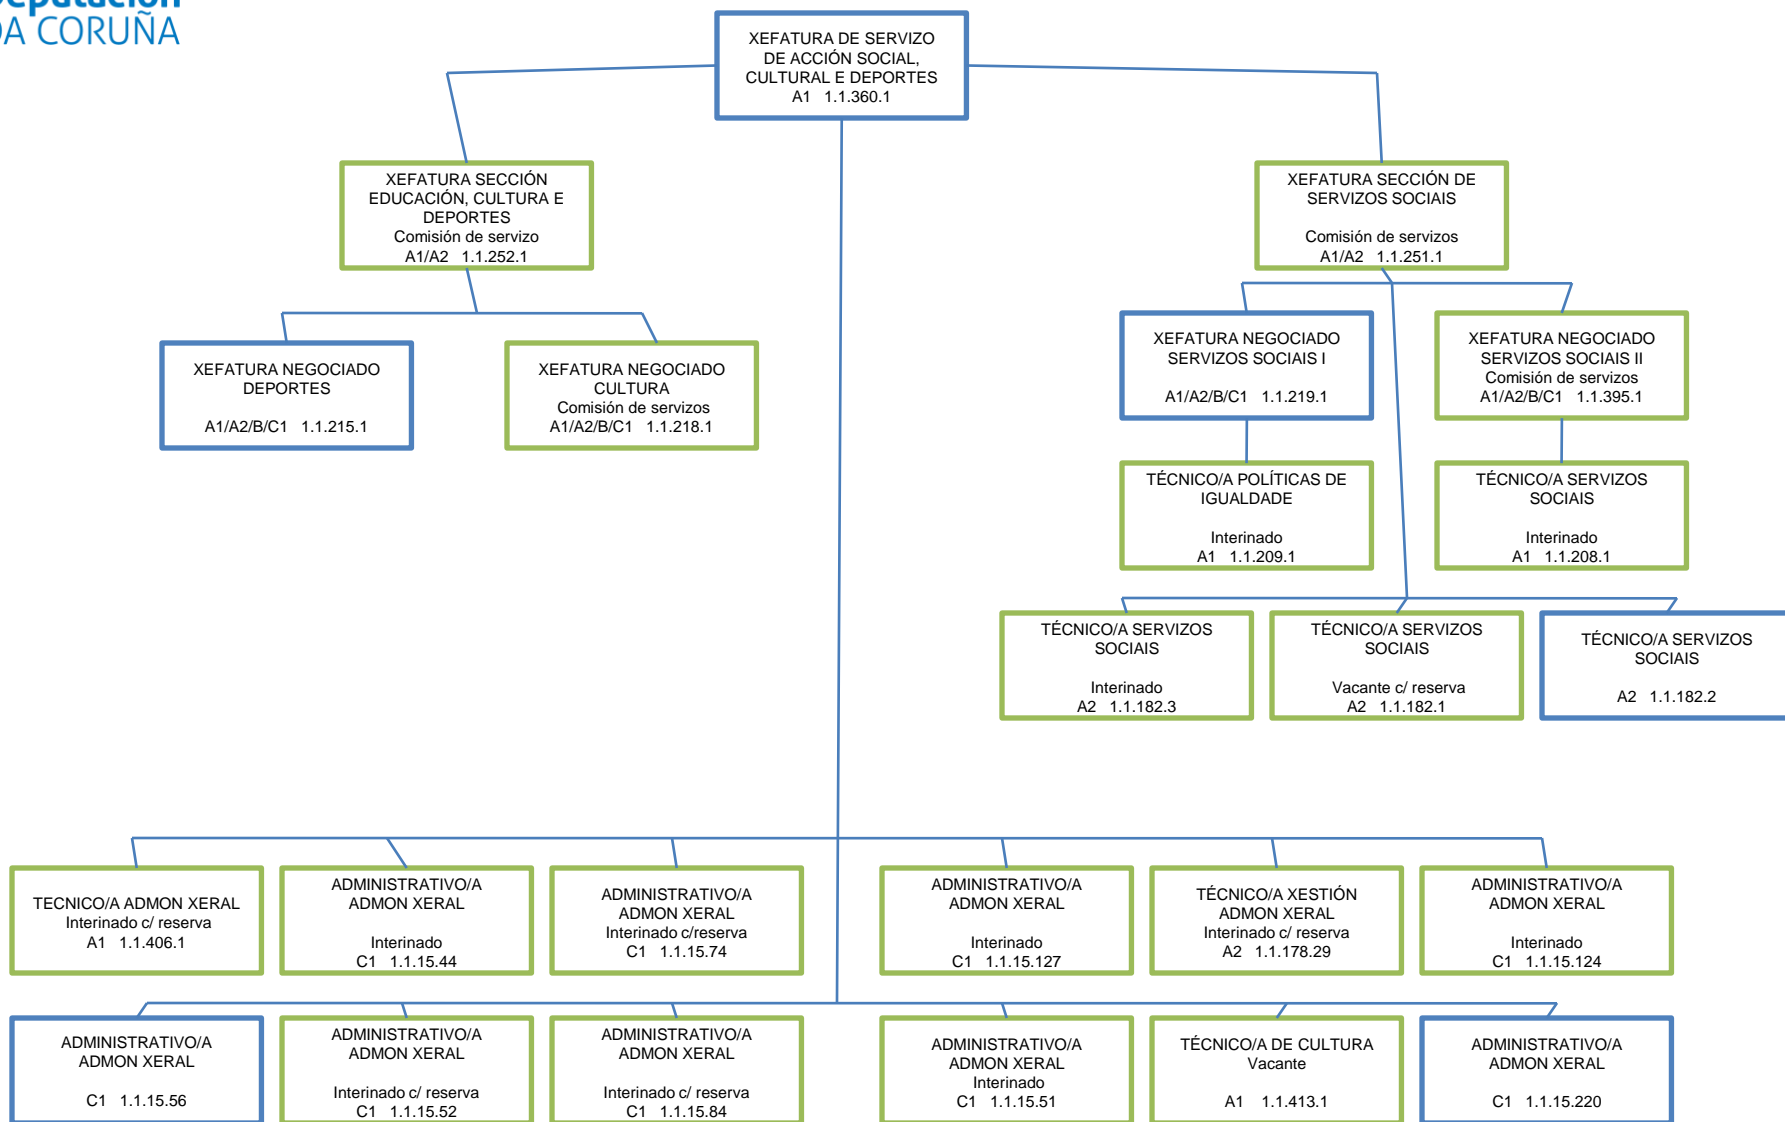 Deputación
DA CORUÑA
XEFATURA DE SERVIZO
DE ACCIÓN SOCIAL,
CULTURAL E DEPORTES
A1 1.1.360.1
XEFATURA SECCIÓN
EDUCACIÓN, CULTURA E
DEPORTES
Comisión de servizo
A1/A2 1.1.252.1
XEFATURA SECCIÓN DE
SERVIZOS SOCIAIS
Comisión de servizos
A1/A2 1.1.251.1
XEFATURA NEGOCIADO
DEPORTES
A1/A2/B/C1 1.1.215.1
XEFATURA NEGOCIADO
CULTURA
Comisión de servizos
A1/A2/B/C1 1.1.218.1
XEFATURA NEGOCIADO
SERVIZOS SOCIAIS I
A1/A2/B/C1 1.1.219.1
XEFATURA NEGOCIADO
SERVIZOS SOCIAIS II
Comisión de servizos
A1/A2/B/C1 1.1.395.1
TÉCNICO/A POLÍTICAS DE
IGUALDADE
Interinado
A1 1.1.209.1
TÉCNICO/A SERVIZOS
SOCIAIS
Interinado
A1 1.1.208.1
TÉCNICO/A SERVIZOS
SOCIAIS
Interinado
A2 1.1.182.3
TÉCNICO/A SERVIZOS
SOCIAIS
Vacante c/ reserva
A2 1.1.182.1
TÉCNICO/A SERVIZOS
SOCIAIS
A2 1.1.182.2
TECNICO/A ADMON XERAL
Interinado c/ reserva
A1 1.1.406.1
ADMINISTRATIVO/A
ADMON XERAL
Interinado
C1 1.1.15.44
ADMINISTRATIVO/A
ADMON XERAL
Interinado c/reserva
C1 1.1.15.74
ADMINISTRATIVO/A
ADMON XERAL
Interinado
C1 1.1.15.127
TÉCNICO/A XESTIÓN
ADMON XERAL
Interinado c/ reserva
A2 1.1.178.29
ADMINISTRATIVO/A
ADMON XERAL
Interinado
C1 1.1.15.124
ADMINISTRATIVO/A
ADMON XERAL
C1 1.1.15.56
ADMINISTRATIVO/A
ADMON XERAL
Interinado c/ reserva
C1 1.1.15.52
ADMINISTRATIVO/A
ADMON XERAL
Interinado c/ reserva
C1 1.1.15.84
ADMINISTRATIVO/A
ADMON XERAL
Interinado
C1 1.1.15.51
TÉCNICO/A DE CULTURA
Vacante
A1 1.1.413.1
ADMINISTRATIVO/A
ADMON XERAL
C1 1.1.15.220